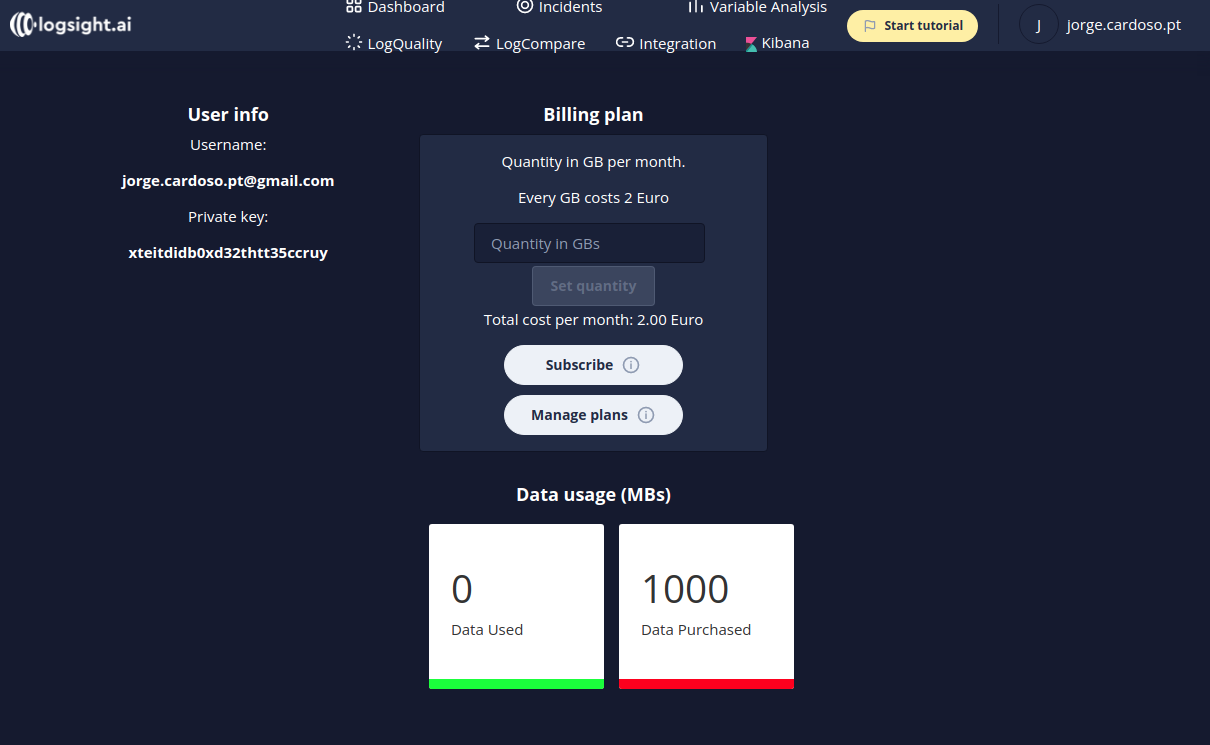 logsight.ai
Dashboard
Incidents
Variable Analysis
LogQuality
LogCompare
Integration
Kibana
Start tutorial
J
jorge.cardoso.pt
User info
Username:
jorge.cardoso.pt@gmail.com
Private key:
xteitdidb0xd32thtt35ccruy
Billing plan
Quantity in GB per month.
Every GB costs 2 Euro
Quantity in GBs
Set quantity
Total cost per month: 2.00 Euro
Subscribe
Manage plans
Data usage (MBs)
0
Data Used
1000
Data Purchased